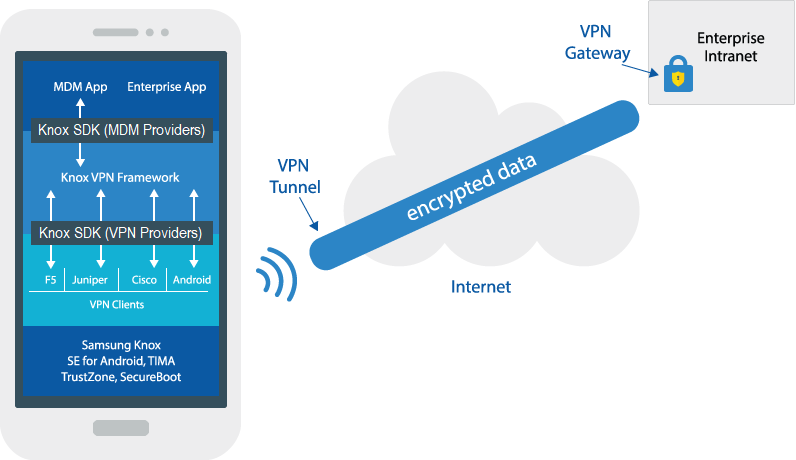 MDM App
Enterprise App
Knox SDK (MDM Providers)
Knox VPN Framework
Knox SDK (VPN Providers)
F5
Juniper
Cisco
Android
VPN Clients
Samsung Knox
SE for Android, TIMA
TrustZone, SecureBoot
VPN
Tunnel
encrypted data
Internet
VPN
Gateway
Enterprise
Intranet